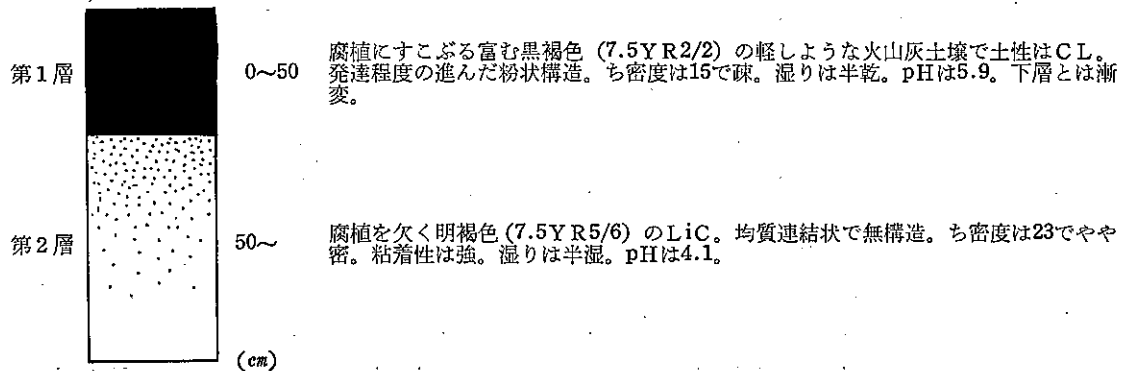 第1層
0~50
腐植にすこぶる富む黒褐色 (7.5YR2/2) の軽しような火山灰土壌で土性はCL。
発達程度の進んだ粉状構造。ち密度は15で疎。湿りは半乾。pHは5.9。下層とは漸
変。
第2層
50~
腐植を欠く明褐色 (7.5YR5/6) のLiC。均質連結状で無構造。ち密度は23でやや
密。粘着性は強。湿りは半湿。pHは4.1。
(cm)